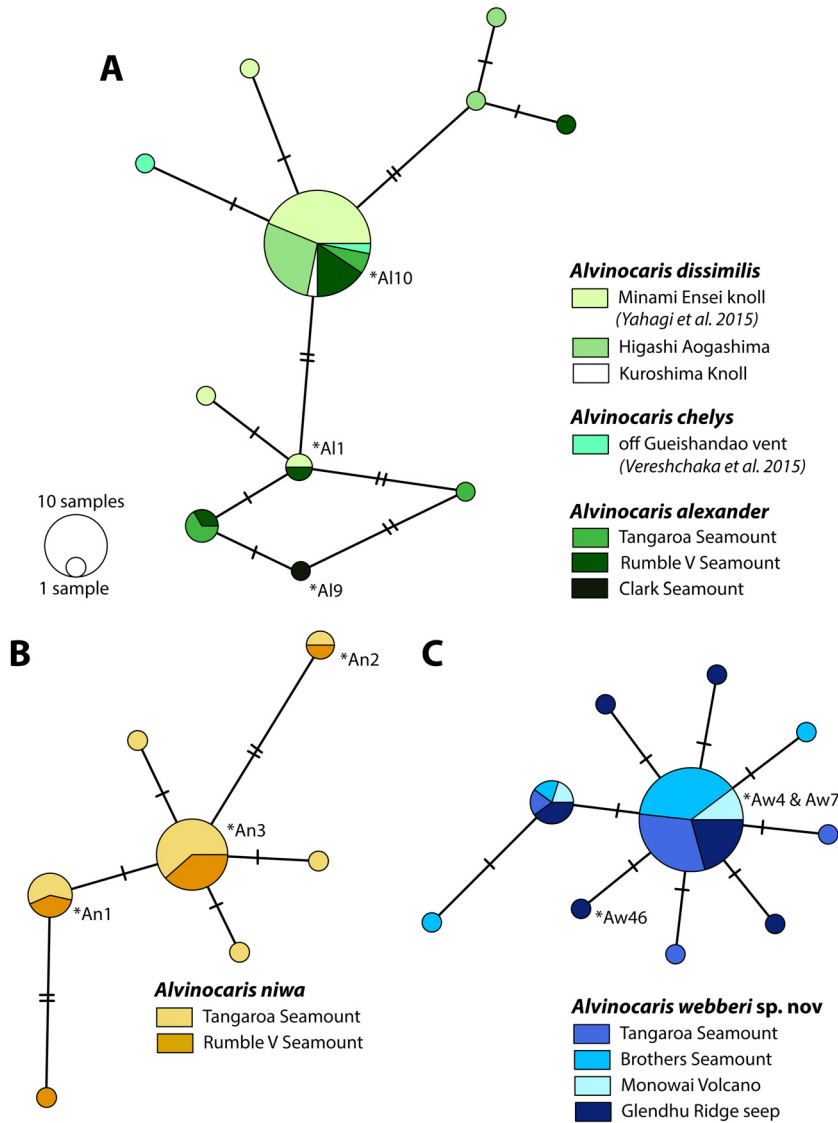 A
*Al10
Alvinocaris dissimilis
Minami Ensei knoll
(Yahagi et al. 2015)
Higashi Aogashima
Kuroshima Knoll
*Al1
Alvinocaris chelys
off Gueishandao vent
(Vereshchaka et al. 2015)
10 samples
1 sample
*Al9
Alvinocaris alexander
Tangaroa Seamount
Rumble V Seamount
Clark Seamount
B
*An2
*An3
*An1
Alvinocaris niwa
Tangaroa Seamount
Rumble V Seamount
C
*Aw4 & Aw7
*Aw46
Alvinocaris webberi sp. nov
Tangaroa Seamount
Brothers Seamount
Monowai Volcano
Glendhu Ridge seep